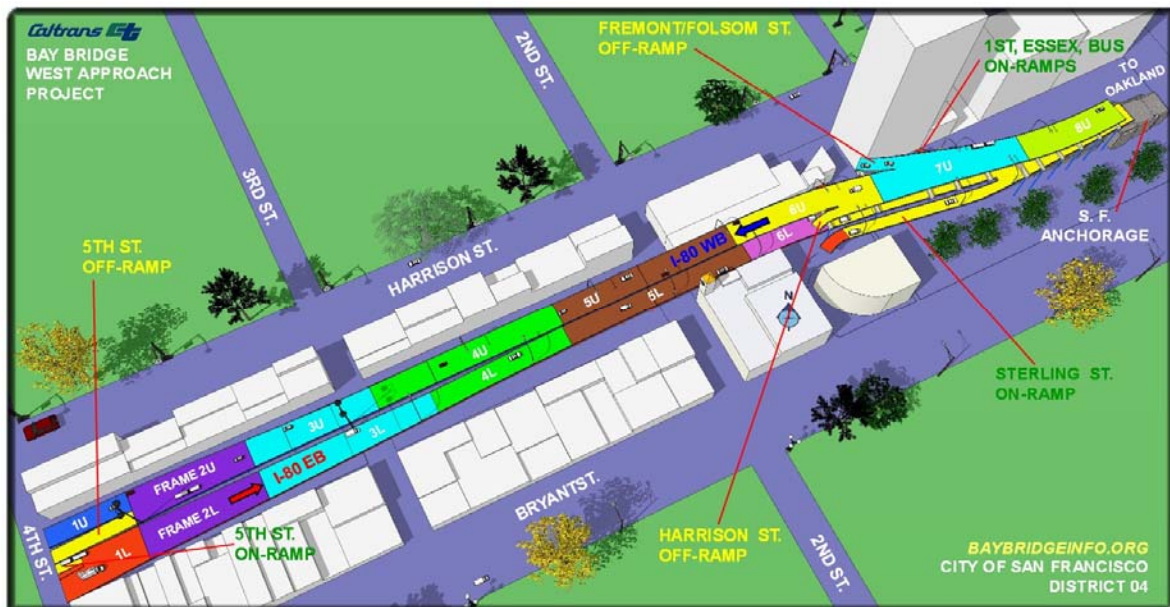 Caltrans
BAY BRIDGE
WEST APPROACH
PROJECT
2ND ST.
FREMONT/FOLSOM ST.
OFF-RAMP
1ST, ESSEX, BUS
ON-RAMPS
TO
OAKLAND
3RD ST.
8U
7U
6U
6L
S. F.
ANCHORAGE
5TH ST.
OFF-RAMP
HARRISON ST.
I-80 WB
5U
5L
N
4U
4L
STERLING ST.
ON-RAMP
3U
3L
I-80 EB
FRAME 2U
FRAME 2L
1U
1L
4TH ST.
5TH ST.
ON-RAMP
BRYANT ST.
HARRISON ST.
OFF-RAMP
2ND ST.
BAYBRIDGEINFO.ORG
CITY OF SAN FRANCISCO
DISTRICT 04